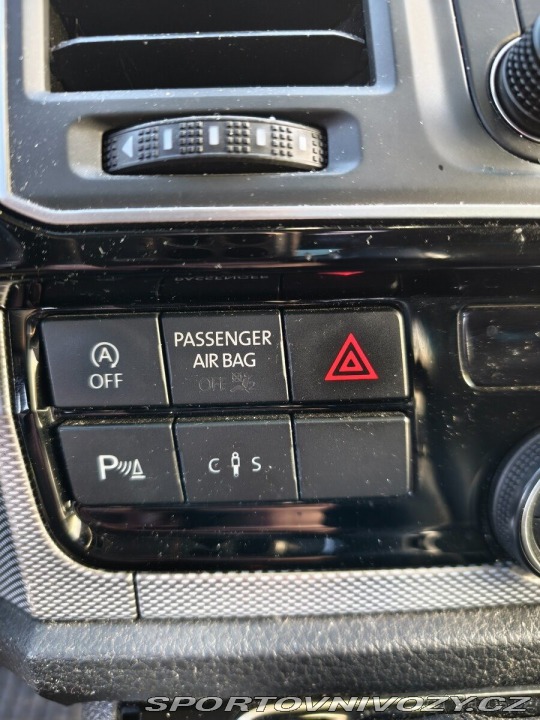 OFF
PASSENGER
AIR BAG
OFF
P
C S
SPORTOVNIVOZY.CZ